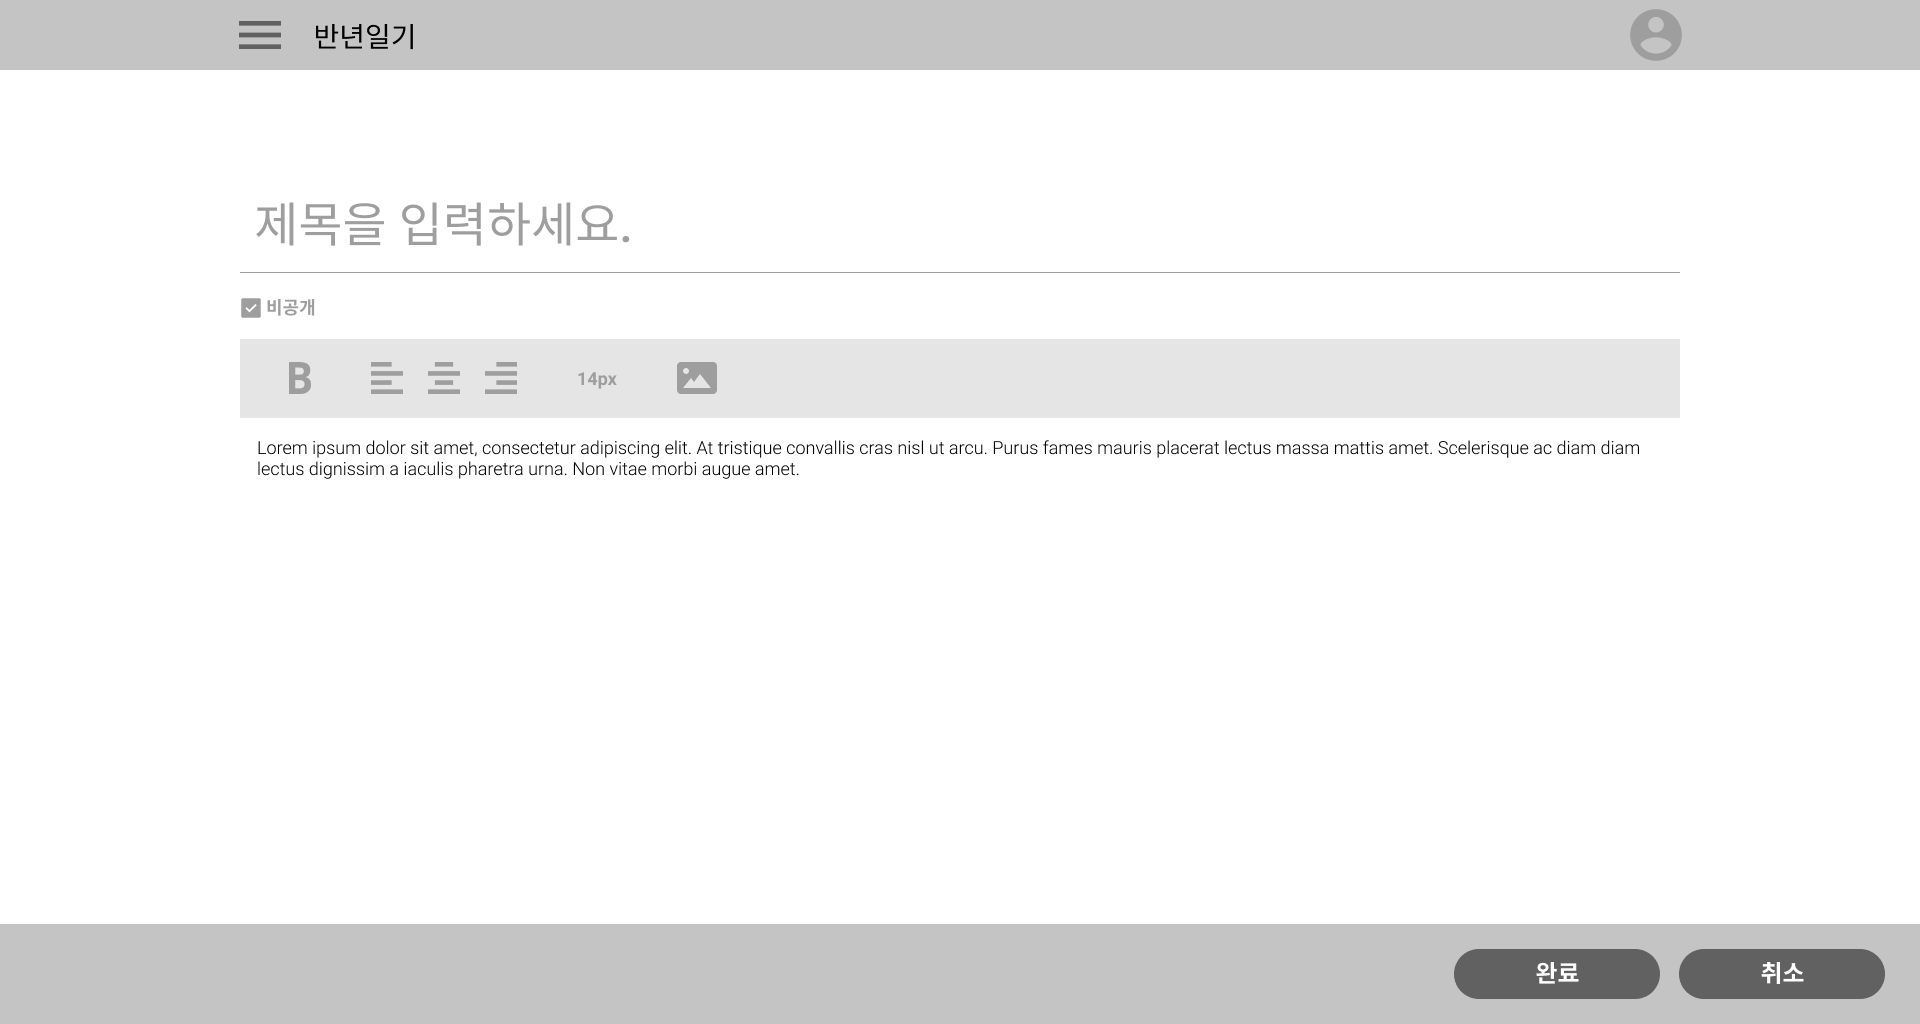 반년일기
제목을 입력하세요.
비공개
B
14px
Lorem ipsum dolor sit amet, consectetur adipiscing elit. At tristique convallis cras nisl ut arcu. Purus fames mauris placerat lectus massa mattis amet. Scelerisque ac diam diam
lectus dignissim a iaculis pharetra urna. Non vitae morbi augue amet.
완료
취소